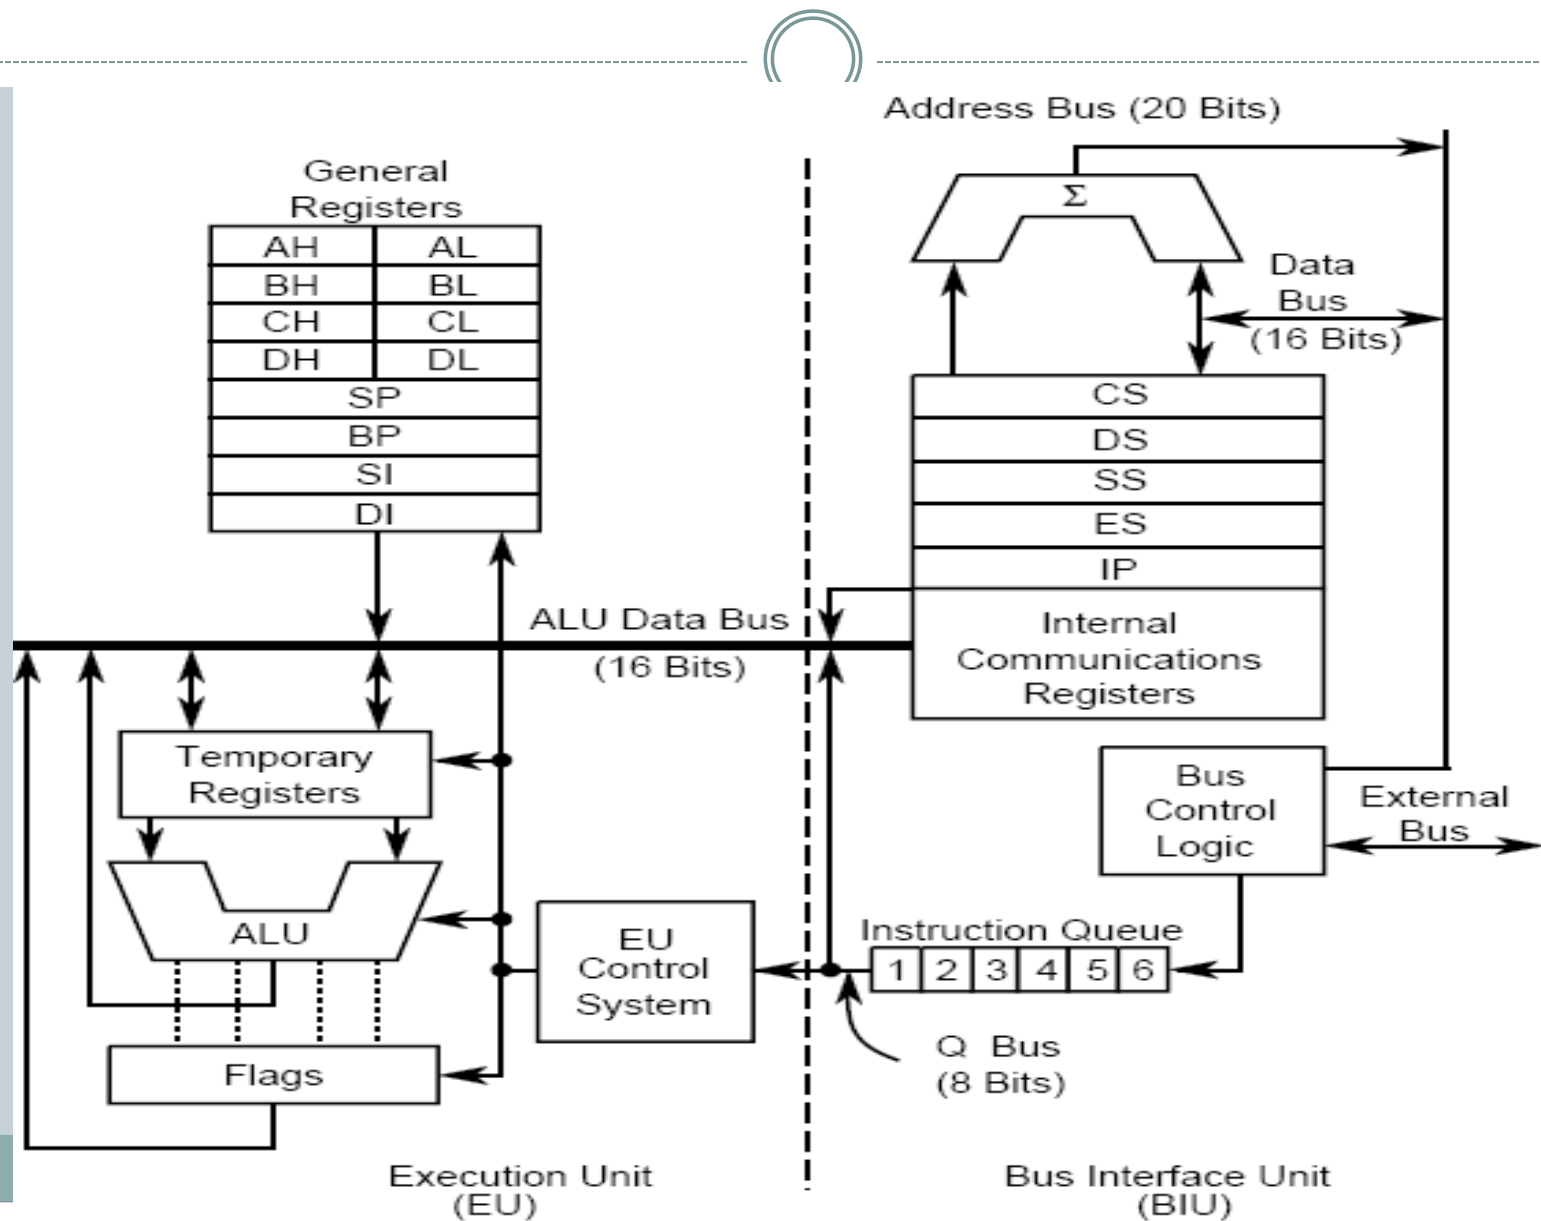 Address Bus (20 Bits)
General
Registers
AH AL
BH BL
CH CL
DH DL
SP
BP
SI
DI
Σ
Data
Bus
(16 Bits)
CS
DS
SS
ES
IP
Internal
Communications
Registers
ALU Data Bus
(16 Bits)
Temporary
Registers
ALU
Flags
EU
Control
System
Bus
Control
Logic
External
Bus
Instruction Queue
1 2 3 4 5 6
Q Bus
(8 Bits)
Execution Unit
(EU)
Bus Interface Unit
(BIU)